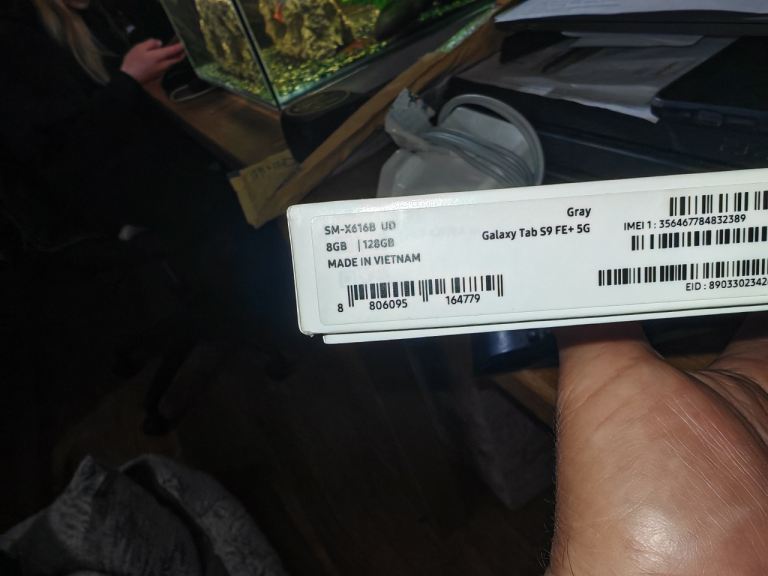 SM-X616B UD
8GB | 128GB
MADE IN VIETNAM
8 806095 164779
Gray
Galaxy Tab S9 FE+ 5G
IMEI 1 : 356467784832389
EID : 8903302342